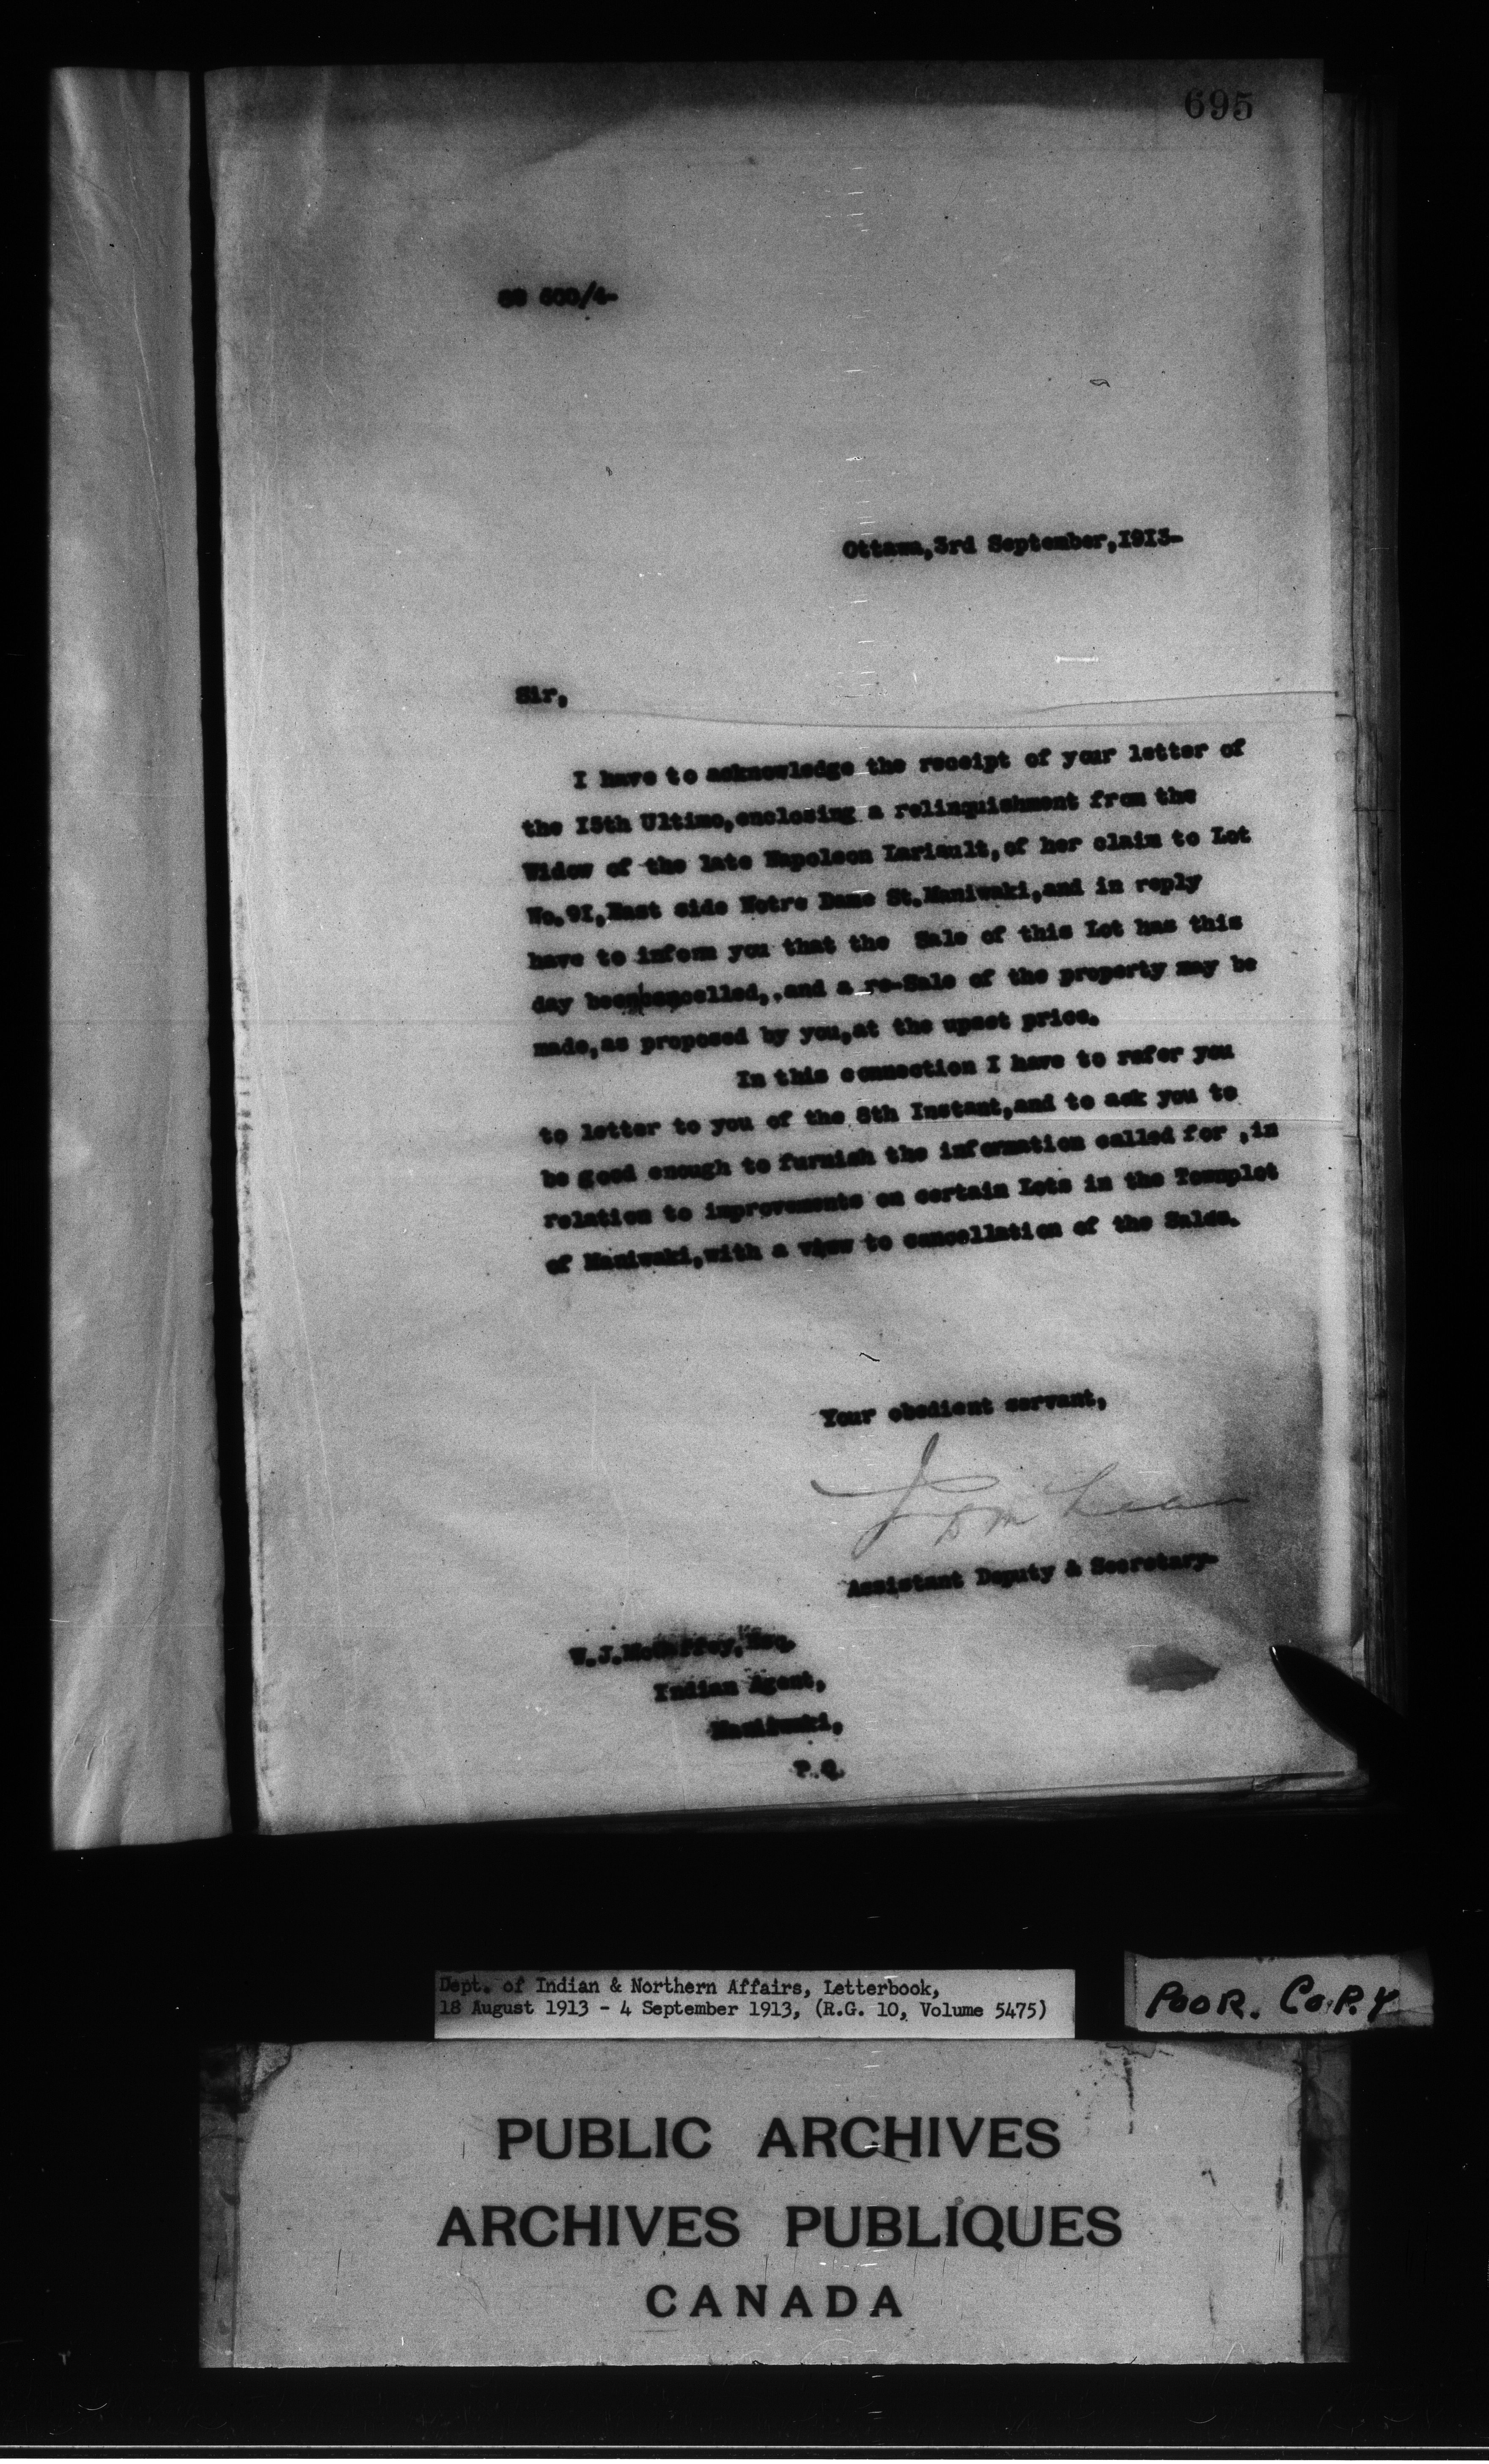 695
Ottawa,3rd September,1913-
Sir,
I have to acknowledge the receipt of your letter of
the 15th Ultimo,enclosing a relinquishment from the
Widow of the late Napoleon Lariault,of her claim to Lot
No.91,East side Notre Dame St.Maniwaki,and in reply
have to inform you that the Sale of this Lot has this
day been cancelled,.and a re-Sale of the property may be
made,as proposed by you,at the upset price.
In this connection I have to refer you
to letter to you of the 8th Instant,and to ask you to
be good enough to furnish the information called for ,in
relation to improvements on certain Lots in the Townplot
of Maniwaki,with a view to cancellation of the Sales.
Your obedient servant,
Assistant Deputy & Secretary-
W.J.McCaffrey,Esq.
Indian Agent,
Maniwaki,
P.Q.
Dept. of Indian & Northern Affairs, Letterbook,
18 August 1913 - 4 September 1913, (R.G. 10, Volume 5475)
POOR. COPY
PUBLIC ARCHIVES
ARCHIVES PUBLIQUES
CANADA